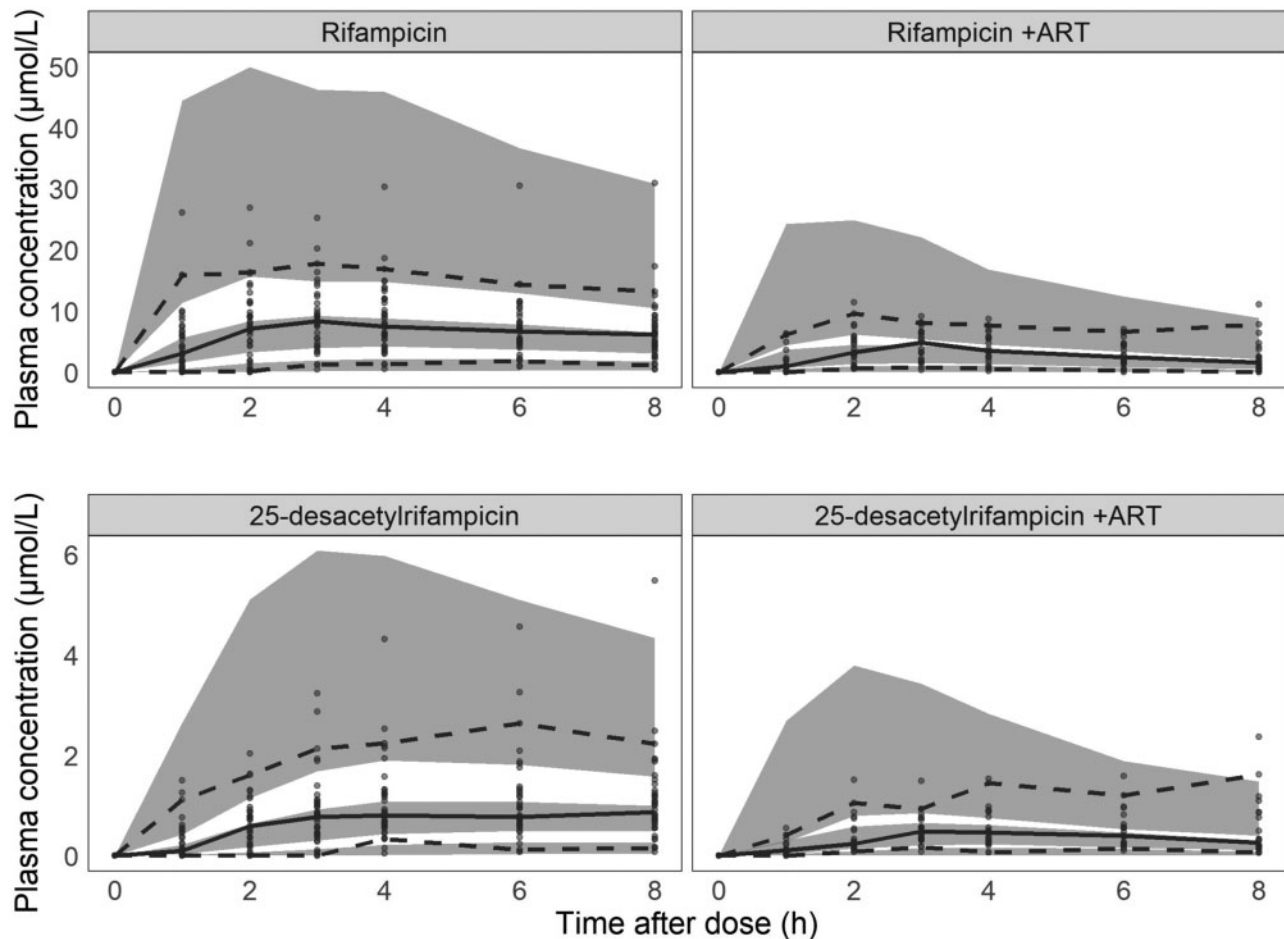 Rifampicin
Rifampicin +ART
Plasma concentration (µmol/L)
50
40
30
20
10
0
0 2 4 6 8
0 2 4 6 8
25-desacetylrifampicin
25-desacetylrifampicin +ART
Plasma concentration (µmol/L)
6
4
2
0
0 2 4 6 8
0 2 4 6 8
Time after dose (h)